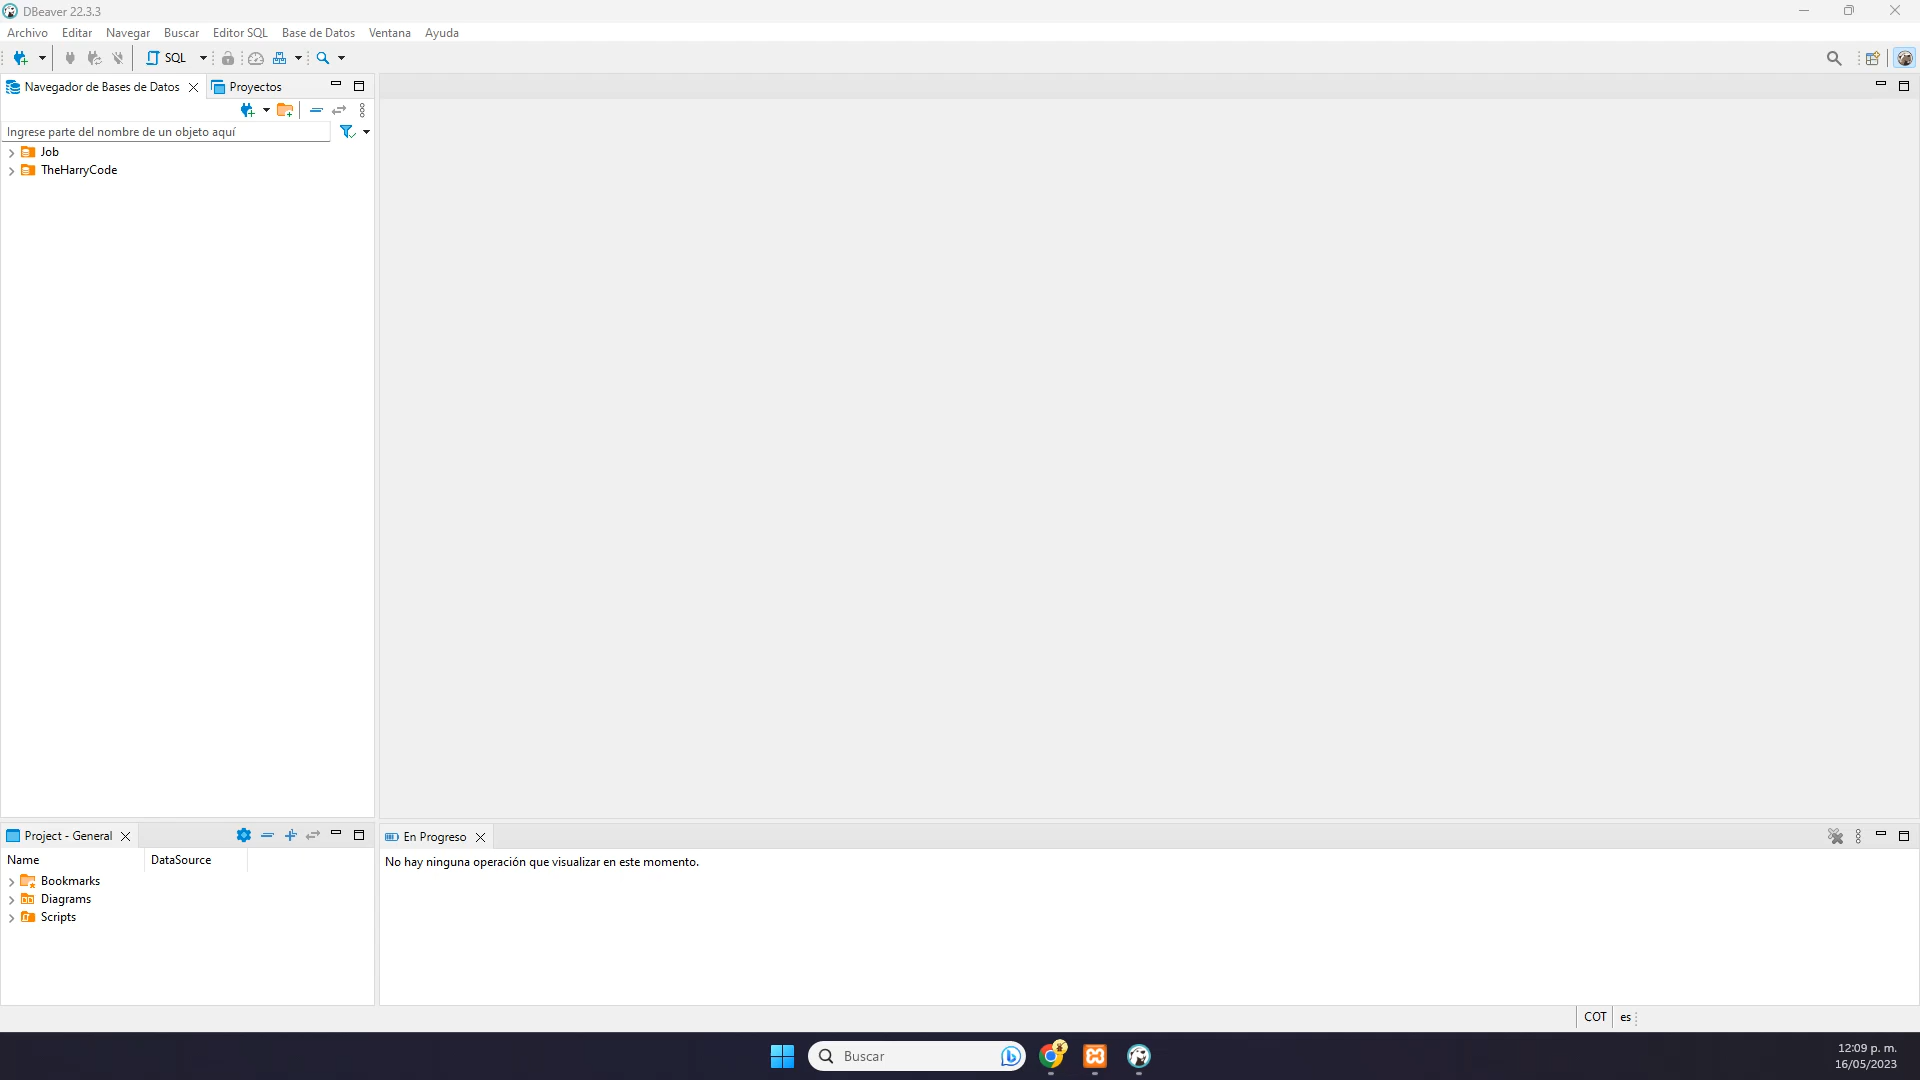 DBeaver 22.3.3
Archivo Editar Navegar Buscar Editor SQL Base de Datos Ventana Ayuda
SQL
Navegador de Bases de Datos Proyectos
Ingrese parte del nombre de un objeto aquí
Job
TheHarryCode
Project - General
Name DataSource
Bookmarks
Diagrams
Scripts
En Progreso
No hay ninguna operación que visualizar en este momento.
COT es
Buscar
12:09 p. m.
16/05/2023